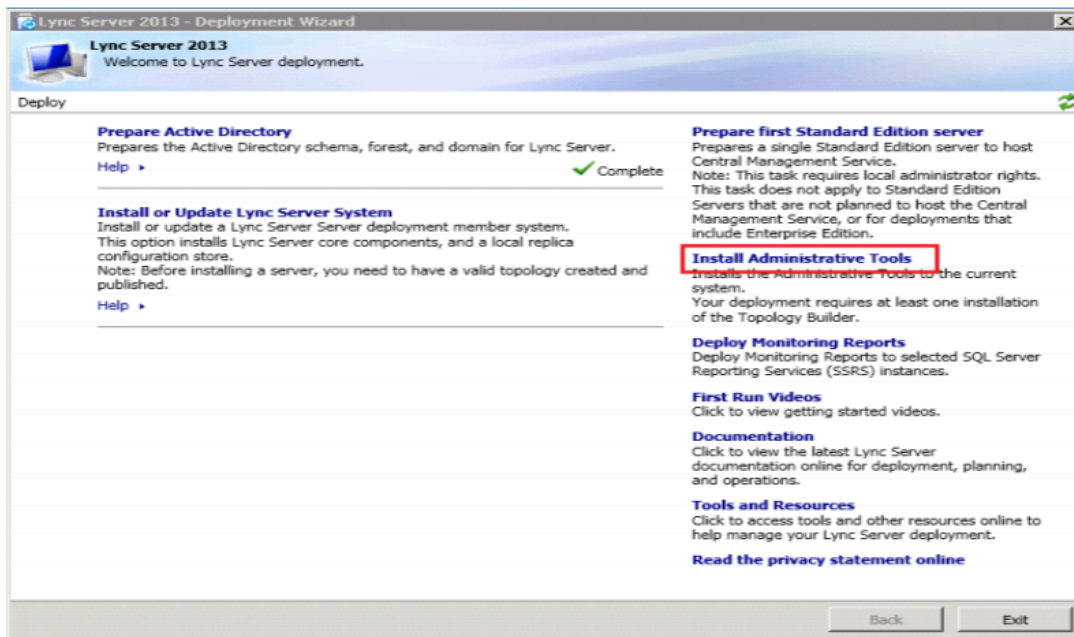 Lync Server 2013 - Deployment Wizard
Lync Server 2013
Welcome to Lync Server deployment.
Deploy
Prepare Active Directory
Prepares the Active Directory schema, forest, and domain for Lync Server.
Help
Complete
Install or Update Lync Server System
Install or update a Lync Server Server deployment member system.
This option installs Lync Server core components, and a local replica
configuration store.
Note: Before installing a server, you need to have a valid topology created and
published.
Help
Prepare first Standard Edition server
Prepares a single Standard Edition server to host
Central Management Service.
Note: This task requires local administrator rights.
This task does not apply to Standard Edition
Servers that are not planned to host the Central
Management Service, or for deployments that
include Enterprise Edition.
Install Administrative Tools
Installs the Administrative Tools to the current
system.
Your deployment requires at least one installation
of the Topology Builder.
Deploy Monitoring Reports
Deploy Monitoring Reports to selected SQL Server
Reporting Services (SSRS) instances.
First Run Videos
Click to view getting started videos.
Documentation
Click to view the latest Lync Server
documentation online for deployment, planning,
and operations.
Tools and Resources
Click to access tools and other resources online to
help manage your Lync Server deployment.
Read the privacy statement online
Back
Exit